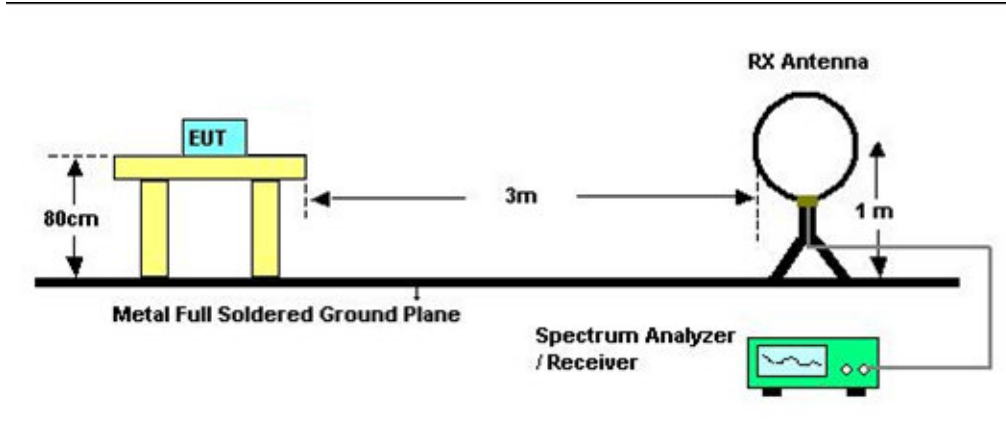 RX Antenna
EUT
3m
80cm
1 m
Metal Full Soldered Ground Plane
Spectrum Analyzer
/ Receiver